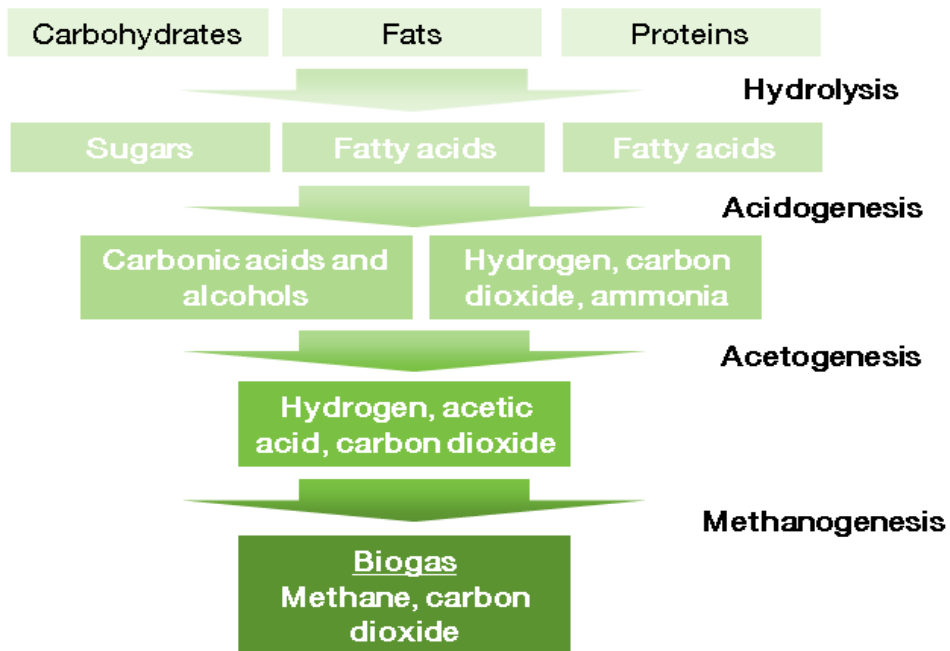 Carbohydrates
Fats
Proteins
Hydrolysis
Sugars
Fatty acids
Fatty acids
Acidogenesis
Carbonic acids and
alcohols
Hydrogen, carbon
dioxide, ammonia
Acetogenesis
Hydrogen, acetic
acid, carbon dioxide
Methanogenesis
Biogas
Methane, carbon
dioxide